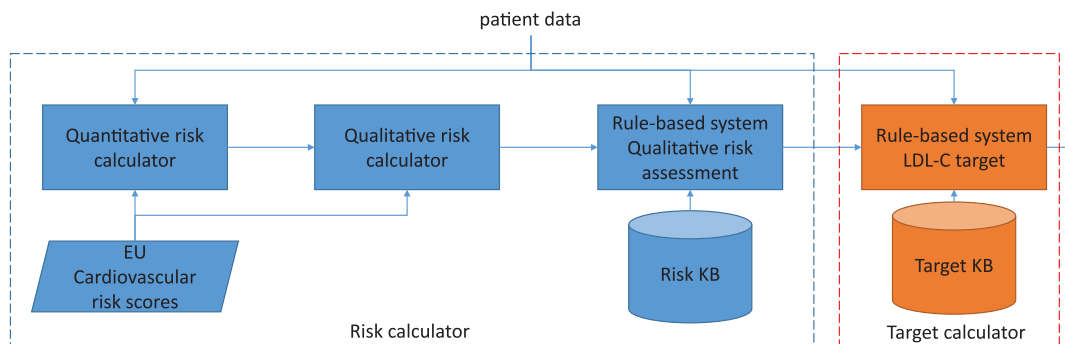 patient data
Quantitative risk
calculator
Qualitative risk
calculator
Rule-based system
Qualitative risk
assessment
Rule-based system
LDL-C target
EU
Cardiovascular
risk scores
Risk KB
Target KB
Risk calculator
Target calculator